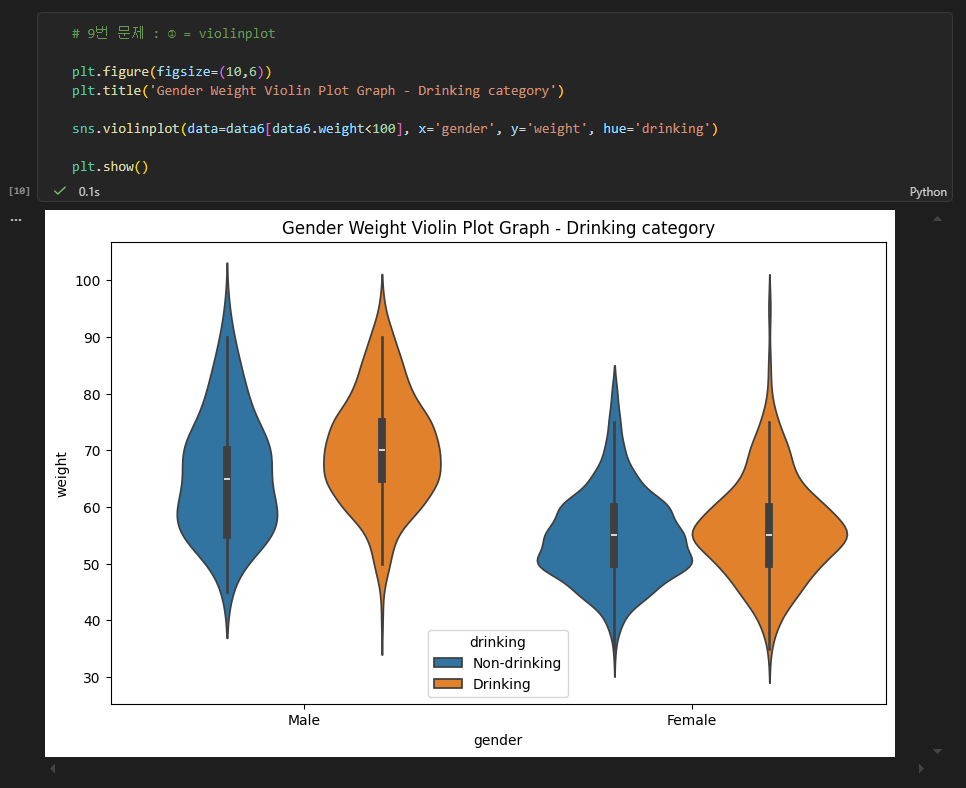 # 9번 문제 : ① = violinplot
plt.figure(figsize=(10,6))
plt.title('Gender Weight Violin Plot Graph - Drinking category')
sns.violinplot(data=data6[data6.weight<100], x='gender', y='weight', hue='drinking')
plt.show()
[10]
0.1s
Python
...
Gender Weight Violin Plot Graph - Drinking category
100
90
80
70
60
50
40
30
weight
drinking
Non-drinking
Drinking
Male
Female
gender